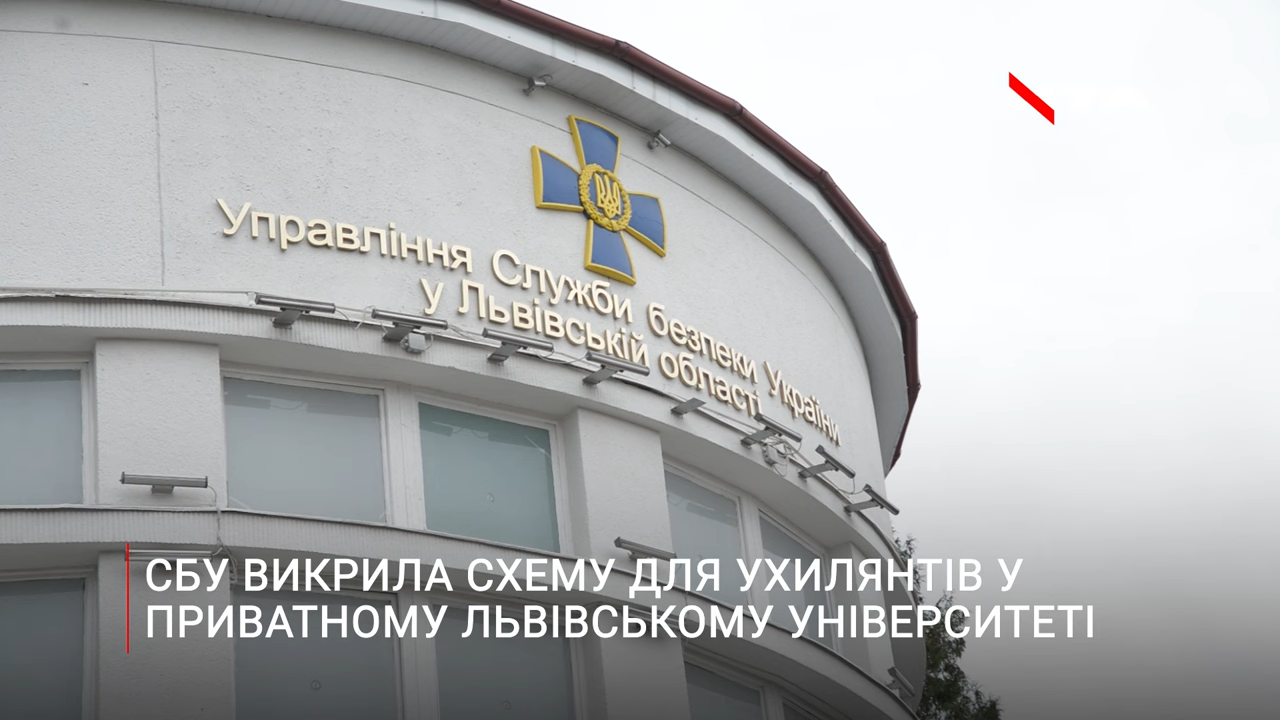 Управління Служби безпеки України
у Львівській області
СБУ ВИКРИЛА СХЕМУ ДЛЯ УХИЛЯНТІВ У
ПРИВАТНОМУ ЛЬВІВСЬКОМУ УНІВЕРСИТЕТІ